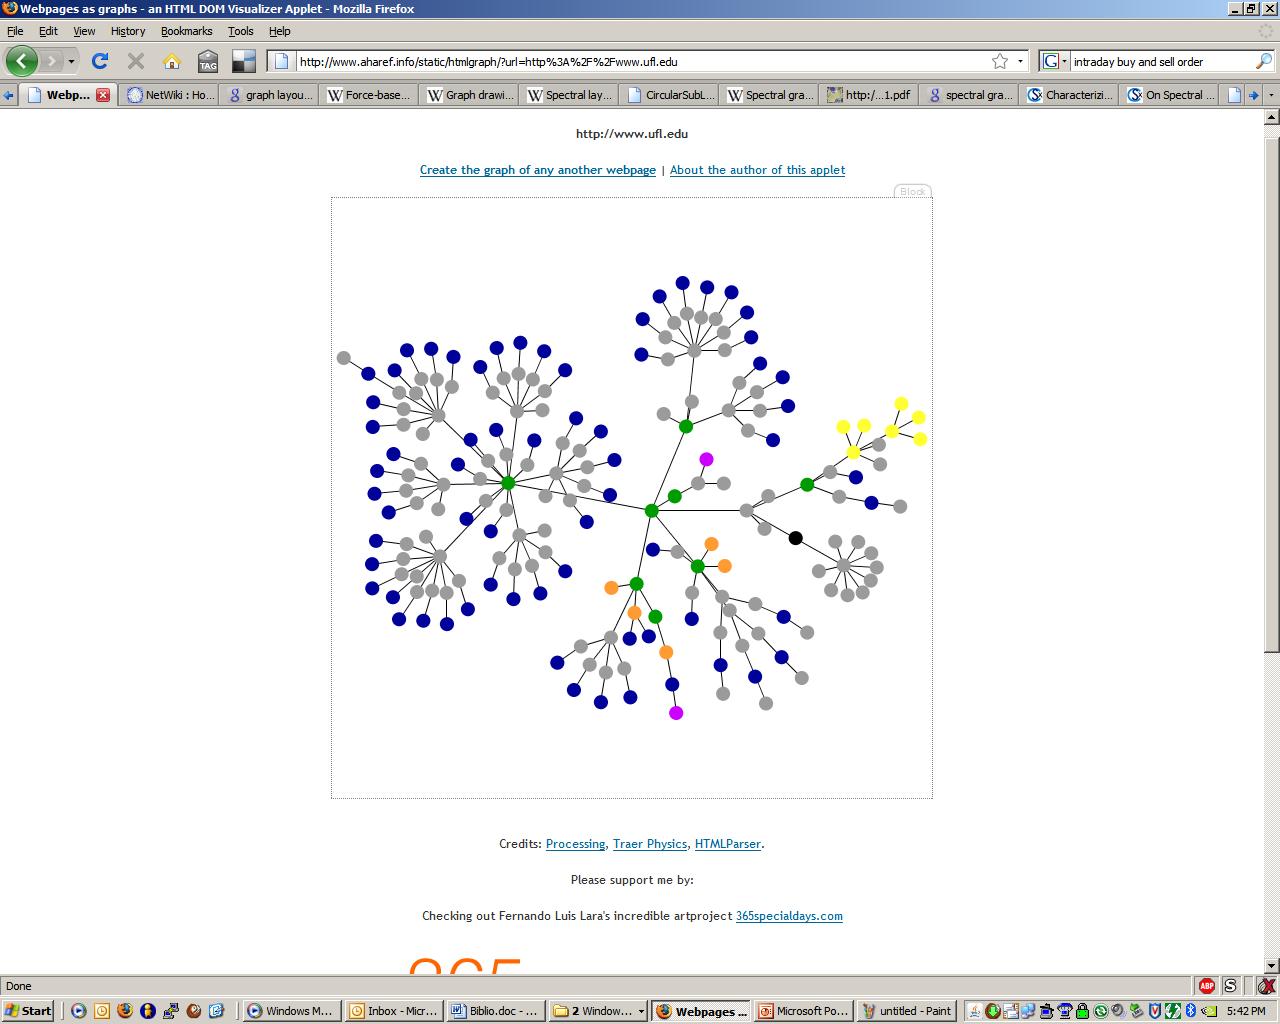 Webpages as graphs - an HTML DOM Visualizer Applet - Mozilla Firefox
File Edit View History Bookmarks Tools Help
TAG http://www.aharef.info/static/htmlgraph/?url=http%3A%2F%2Fwww.ufl.edu G intraday buy and sell order
Webp... NetWiki : Ho... graph layou... Force-base... Graph drawi... Spectral lay... CircularSubL... Spectral gra... http:/...1.pdf spectral gra... Characterizi... On Spectral ...
http://www.ufl.edu
Create the graph of any another webpage | About the author of this applet
Block
Credits: Processing, Traer Physics, HTMLParser.
Please support me by:
Checking out Fernando Luis Lara's incredible artproject 365specialdays.com
365
Done ABP S
Start Windows M... Inbox - Micr... Biblio.doc - ... 2 Window... Webpages ... Microsoft Po... untitled - Paint 5:42 PM